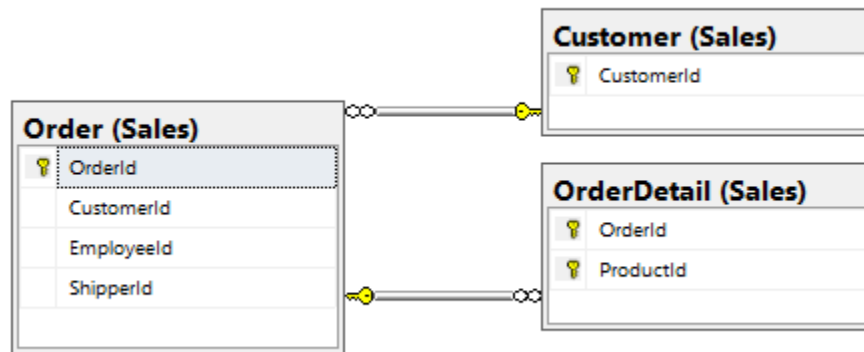 Order (Sales)
OrderId
CustomerId
EmployeeId
ShipperId
Customer (Sales)
CustomerId
OrderDetail (Sales)
OrderId
ProductId